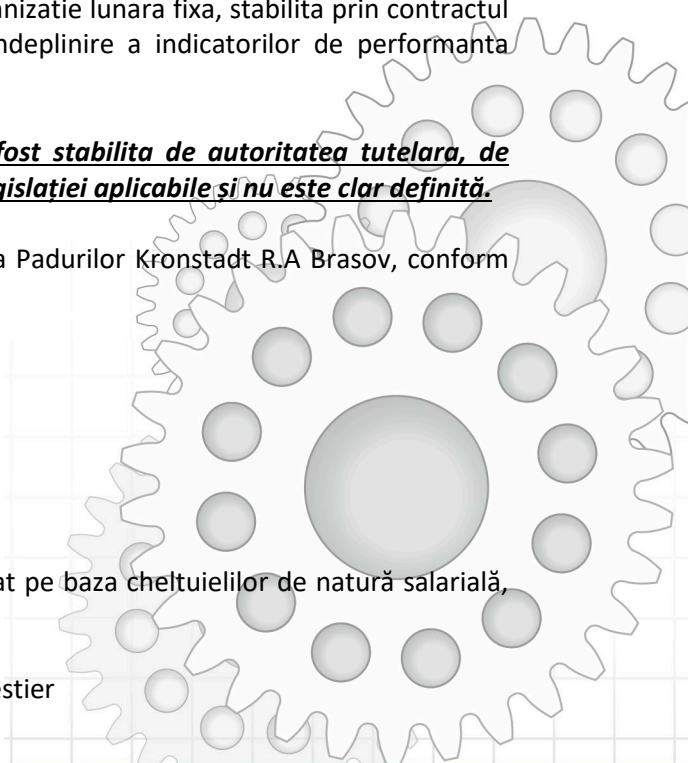 nizatie lunara fixa, stabilita prin contractul
ndeplinire a indicatorilor de performanta
fost stabilita de autoritatea tutelara, de
gislației aplicabile și nu este clar definită.
a Padurilor Kronstadt R.A Brasov, conform
at pe baza cheltuielilor de natură salarială,
estier